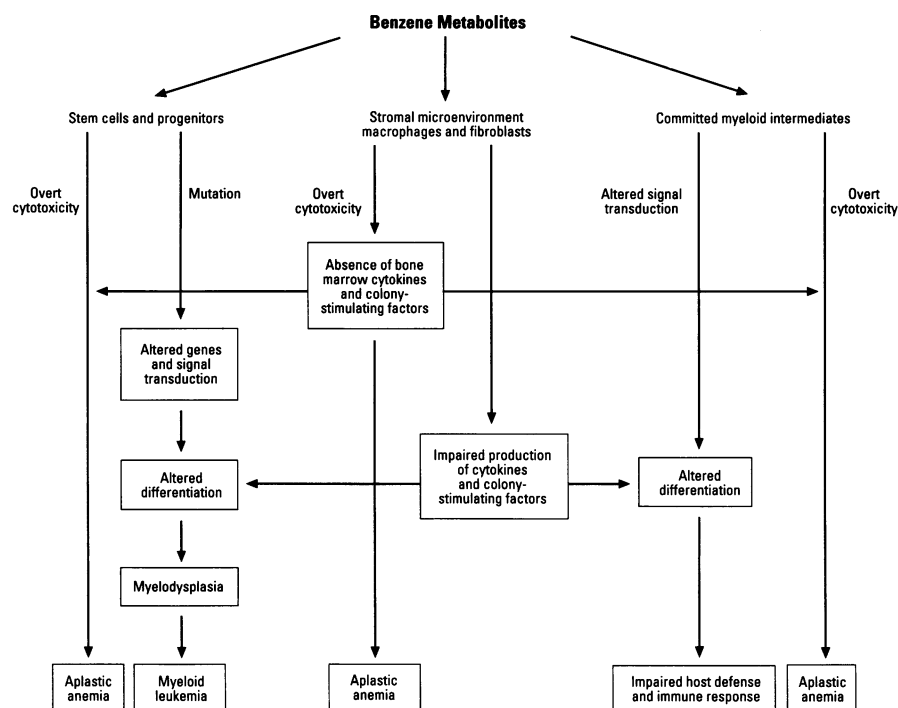 Benzene Metabolites
Stem cells and progenitors
Stromal microenvironment
macrophages and fibroblasts
Committed myeloid intermediates
Overt
cytotoxicity
Mutation
Overt
cytotoxicity
Altered signal
transduction
Overt
cytotoxicity
Absence of bone
marrow cytokines
and colony-
stimulating factors
Altered genes
and signal
transduction
Altered
differentiation
Impaired production
of cytokines
and colony-
stimulating factors
Altered
differentiation
Myelodysplasia
Aplastic
anemia
Myeloid
leukemia
Aplastic
anemia
Impaired host defense
and immune response
Aplastic
anemia